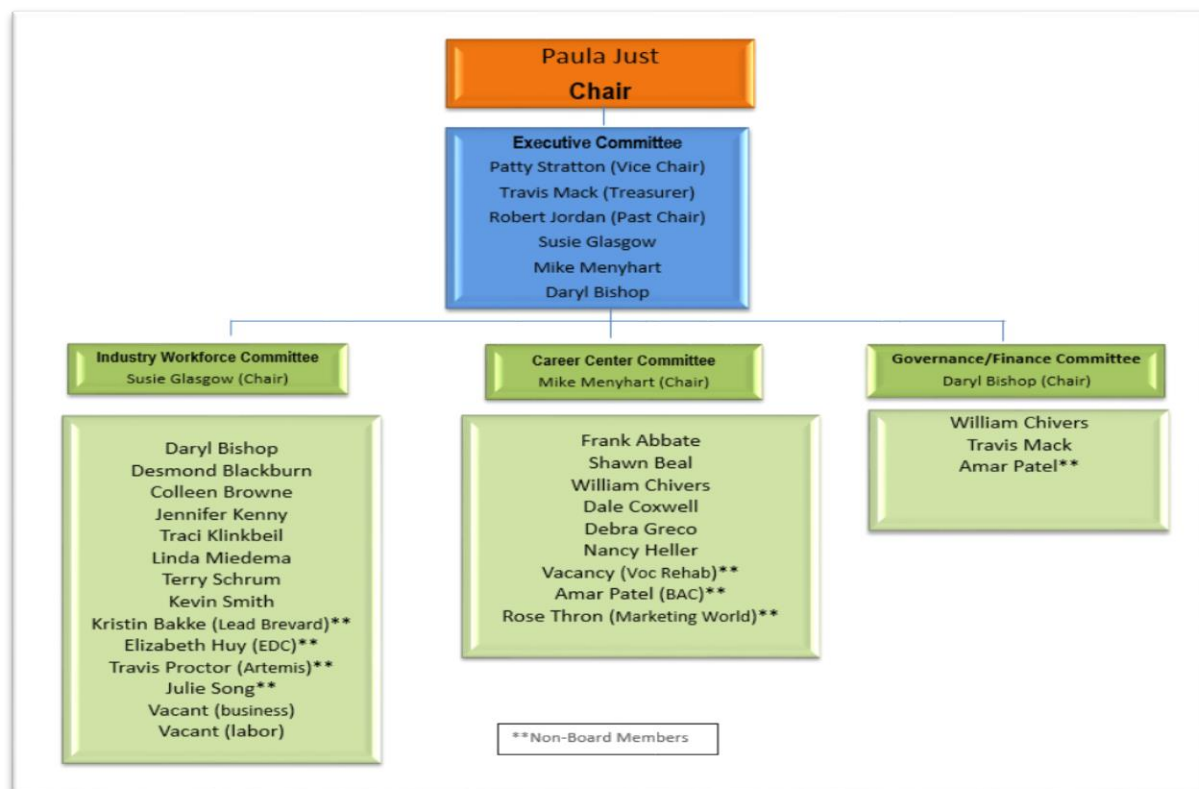 Paula Just
Chair
Executive Committee
Patty Stratton (Vice Chair)
Travis Mack (Treasurer)
Robert Jordan (Past Chair)
Susie Glasgow
Mike Menyhart
Daryl Bishop
Industry Workforce Committee
Susie Glasgow (Chair)
Daryl Bishop
Desmond Blackburn
Colleen Browne
Jennifer Kenny
Traci Klinkbeil
Linda Miedema
Terry Schrum
Kevin Smith
Kristin Bakke (Lead Brevard)**
Elizabeth Huy (EDC)**
Travis Proctor (Artemis)**
Julie Song**
Vacant (business)
Vacant (labor)
Career Center Committee
Mike Menyhart (Chair)
Frank Abbate
Shawn Beal
William Chivers
Dale Coxwell
Debra Greco
Nancy Heller
Vacancy (Voc Rehab)**
Amar Patel (BAC)**
Rose Thron (Marketing World)**
Governance/Finance Committee
Daryl Bishop (Chair)
William Chivers
Travis Mack
Amar Patel**
**Non-Board Members